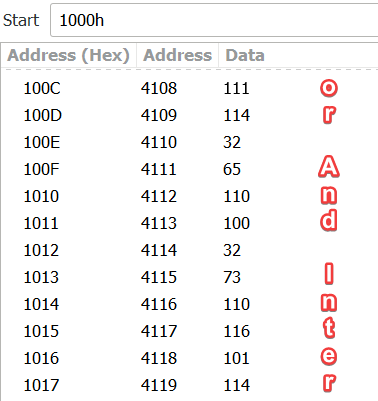 Start 1000h
Address (Hex) Address Data
100C 4108 111 o
100D 4109 114 r
100E 4110 32
100F 4111 65 A
1010 4112 110 n
1011 4113 100 d
1012 4114 32
1013 4115 73 I
1014 4116 110 n
1015 4117 116 t
1016 4118 101 e
1017 4119 114 r